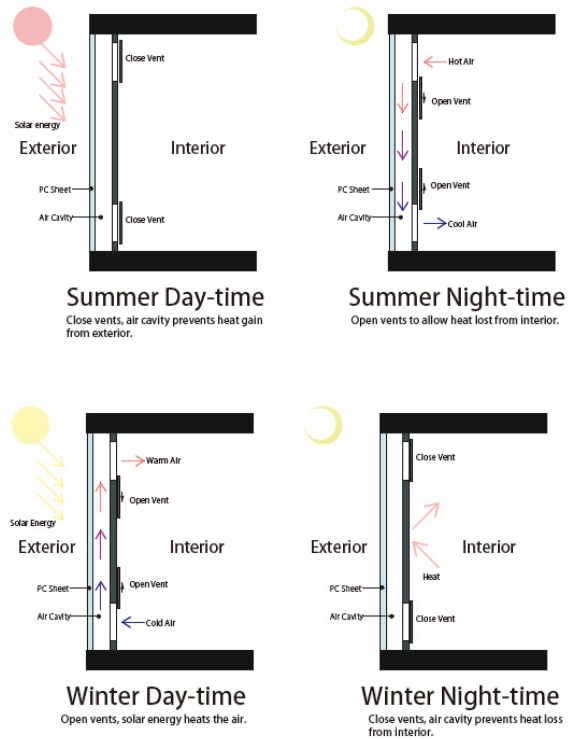 Close Vent
Solar energy
Exterior
Interior
PC Sheet
Air Cavity
Close Vent
Summer Day-time
Close vents, air cavity prevents heat gain
from exterior.
Hot Air
Open Vent
Exterior
Interior
Open Vent
PC Sheet
Air Cavity
Cool Air
Summer Night-time
Open vents to allow heat lost from interior.
Warm Air
Open Vent
Solar Energy
Exterior
Interior
Open Vent
PC Sheet
Air Cavity
Cold Air
Winter Day-time
Open vents, solar energy heats the air.
Close Vent
Exterior
Interior
Heat
PC Sheet
Air Cavity
Close Vent
Winter Night-time
Close vents, air cavity prevents heat loss
from interior.